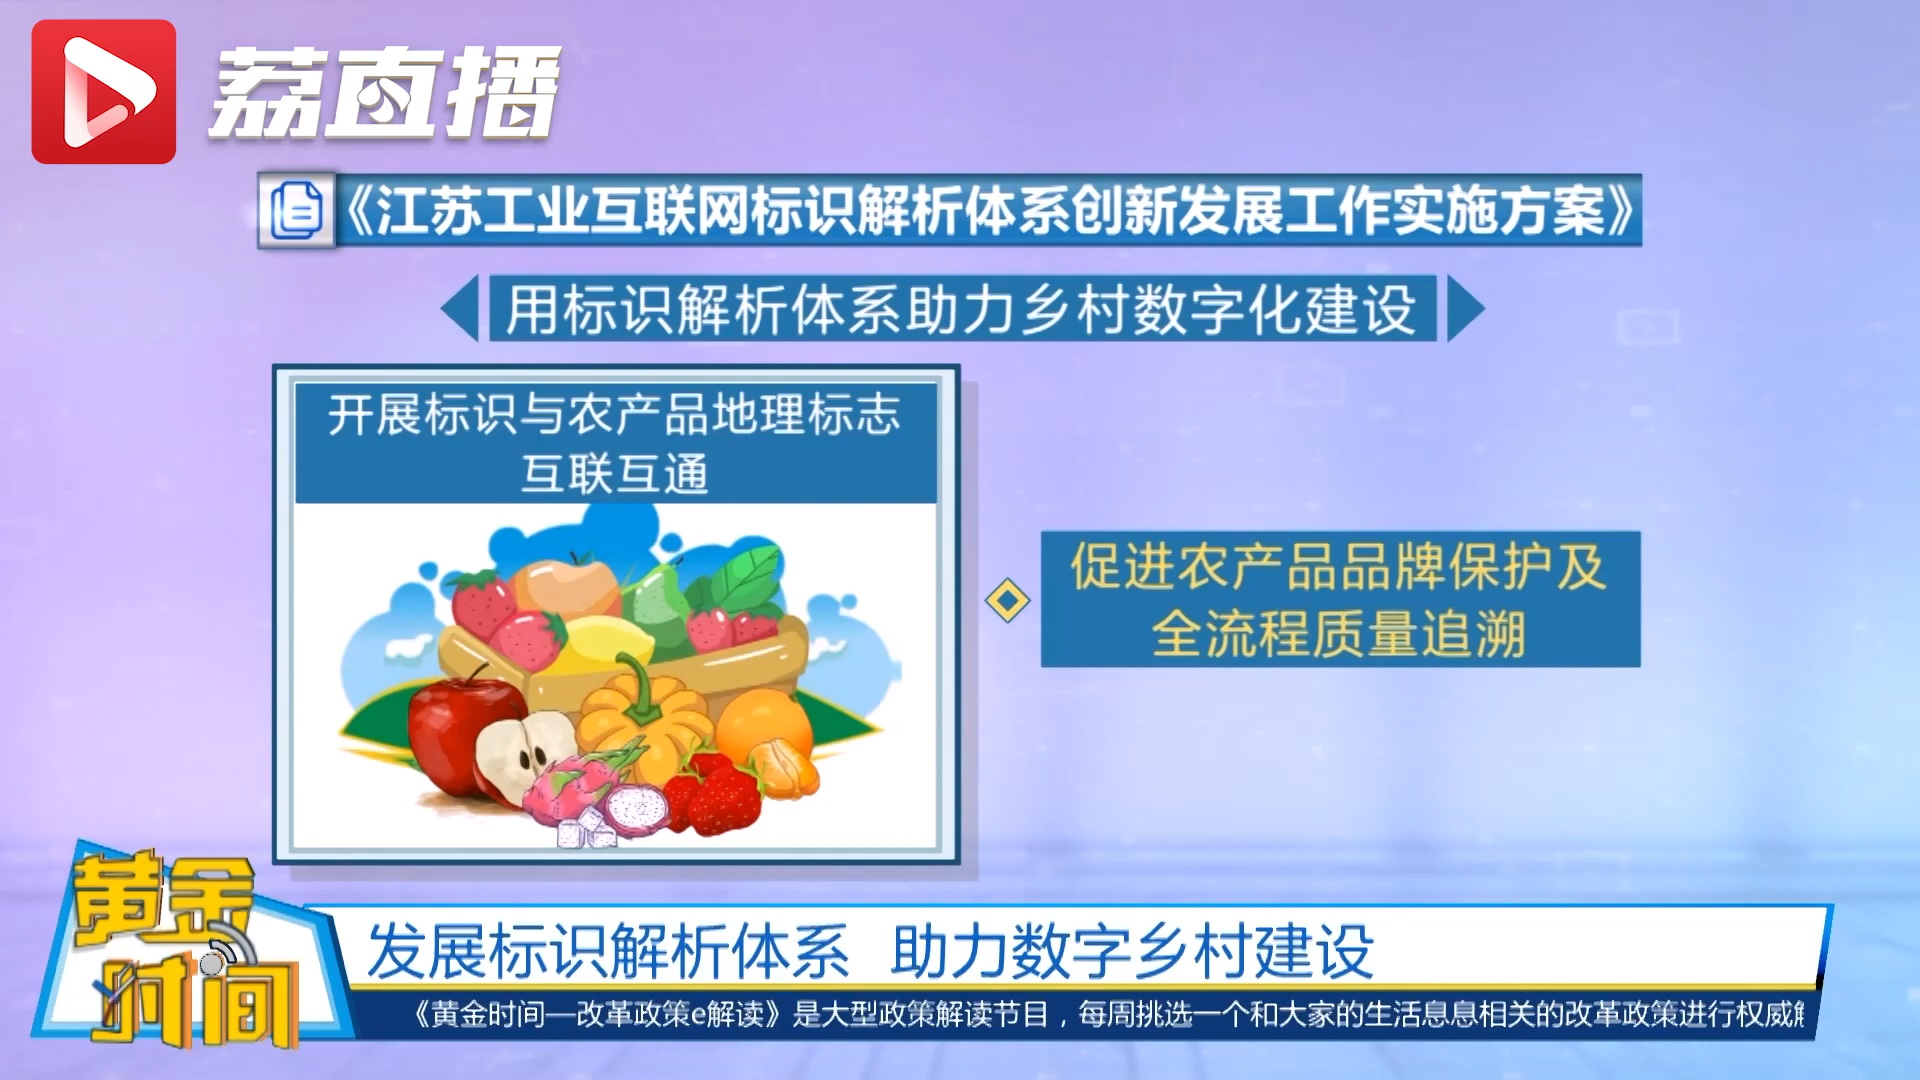 荔直播
《江苏工业互联网标识解析体系创新发展工作实施方案》
用标识解析体系助力乡村数字化建设
开展标识与农产品地理标志
互联互通
促进农产品品牌保护及
全流程质量追溯
黄金
时间
发展标识解析体系 助力数字乡村建设
《黄金时间—改革政策e解读》是大型政策解读节目，每周挑选一个和大家的生活息息相关的改革政策进行权威